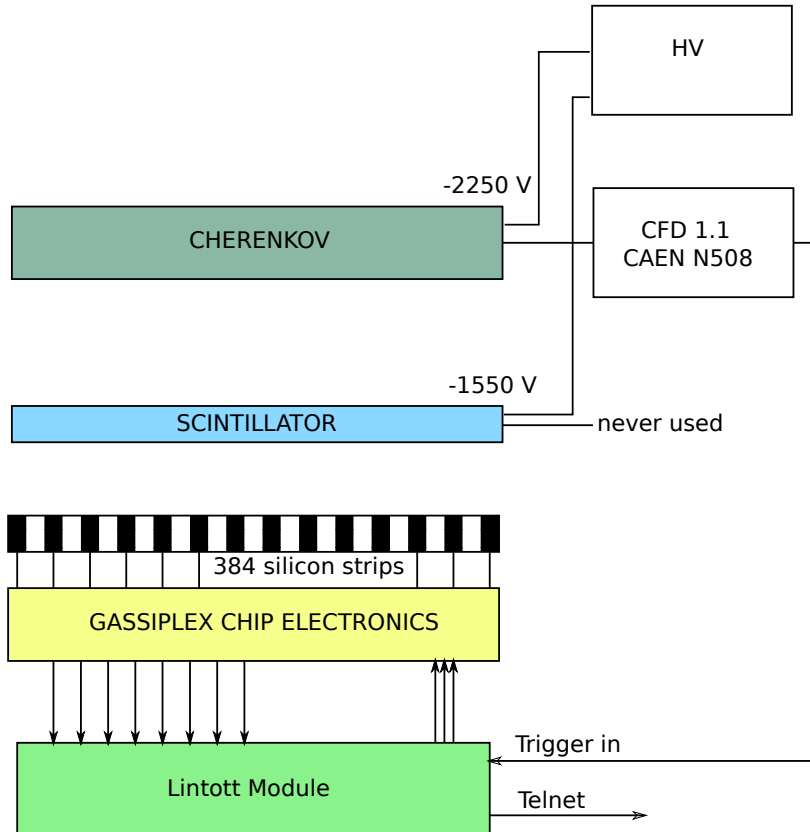 HV
-2250 V
CHERENKOV
CFD 1.1
CAEN N508
-1550 V
SCINTILLATOR
never used
384 silicon strips
GASSIPLEX CHIP ELECTRONICS
Trigger in
Lintott Module
Telnet